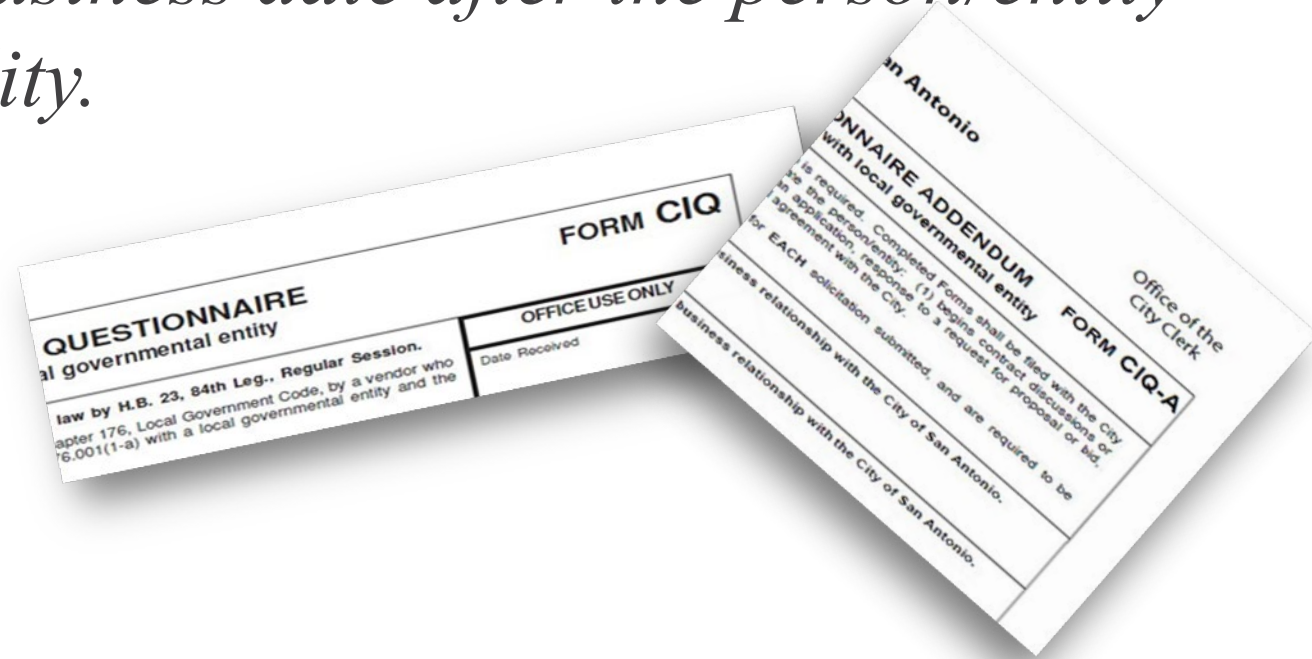 usiness date after the person/entity
ity.
FORM CIQ
QUESTIONNAIRE
al governmental entity
law by H.B. 23, 84th Leg., Regular Session.
apter 176, Local Government Code, by a vendor who
6.001(1-a) with a local governmental entity and the
OFFICE USE ONLY
Date Received
an Antonio
Office of the
City Clerk
ONNAIRE ADDENDUM FORM CIQ-A
with local governmental entity
is required. Completed Forms shall be filed with the City
the person/entity: (1) begins contract discussions or
an application, response to a request for proposal or bid,
agreement with the City.
for EACH solicitation submitted, and are required to be
siness relationship with the City of San Antonio.
business relationship with the City of San Antonio.